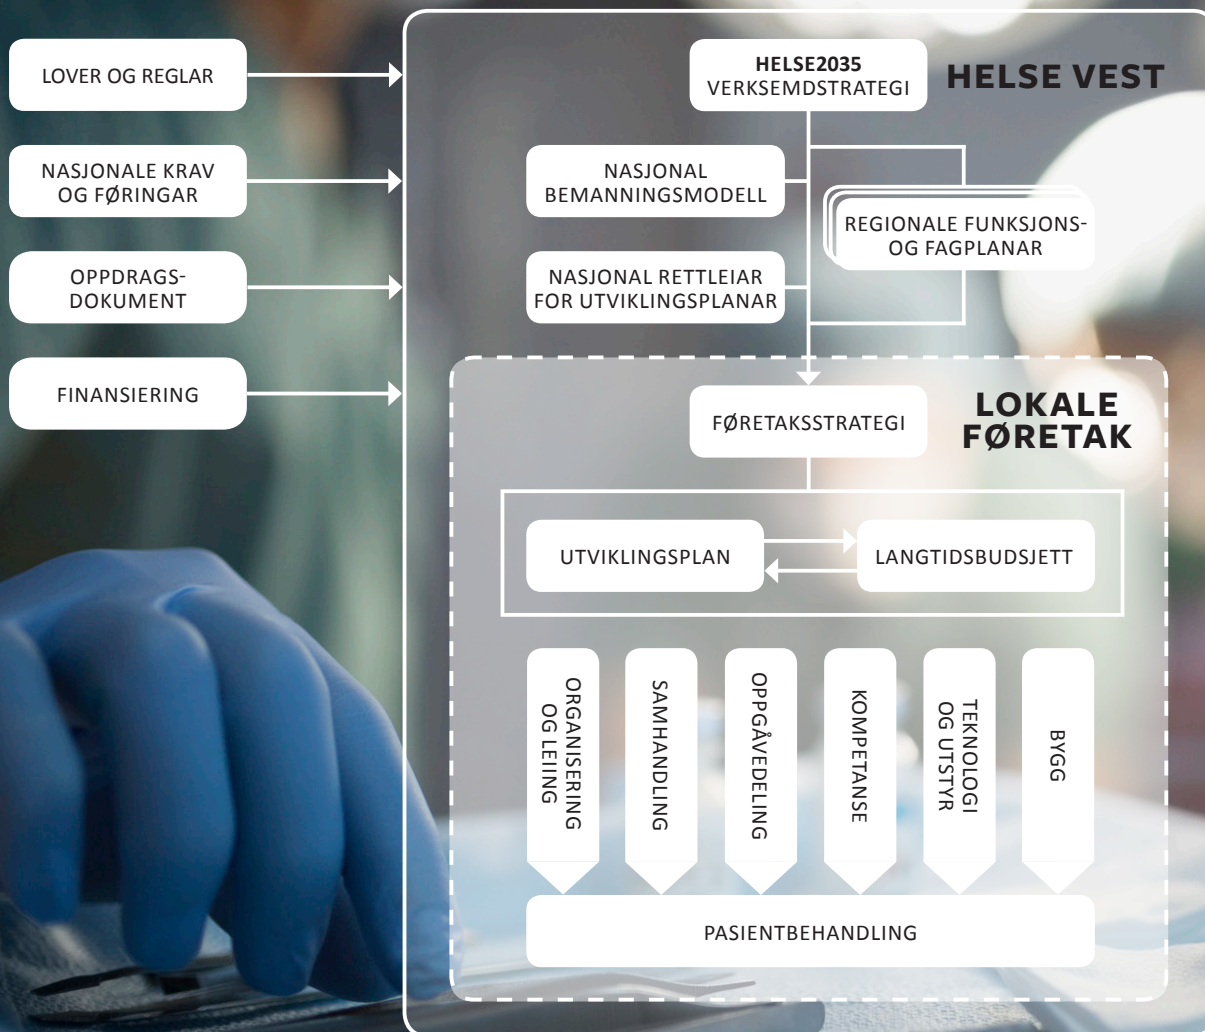 LOVER OG REGLAR
NASJONALE KRAV
OG FØRINGAR
OPPDRAGS-
DOKUMENT
FINANSIERING
HELSE VEST
HELSE2035
VERKSEMDSTRATEGI
NASJONAL
BEMANNINGSMODELL
REGIONALE FUNKSJONS-
OG FAGPLANAR
NASJONAL RETTLEIAR
FOR UTVIKLINGSPLANAR
LOKALE
FØRETAK
FØRETAKSSTRATEGI
UTVIKLINGSPLAN
LANGTIDSBUDSJETT
ORGANISERING
OG LEIING
SAMHANDLING
OPPGÅVEDELING
KOMPETANSE
TEKNOLOGI
OG UTSTYR
BYGG
PASIENTBEHANDLING